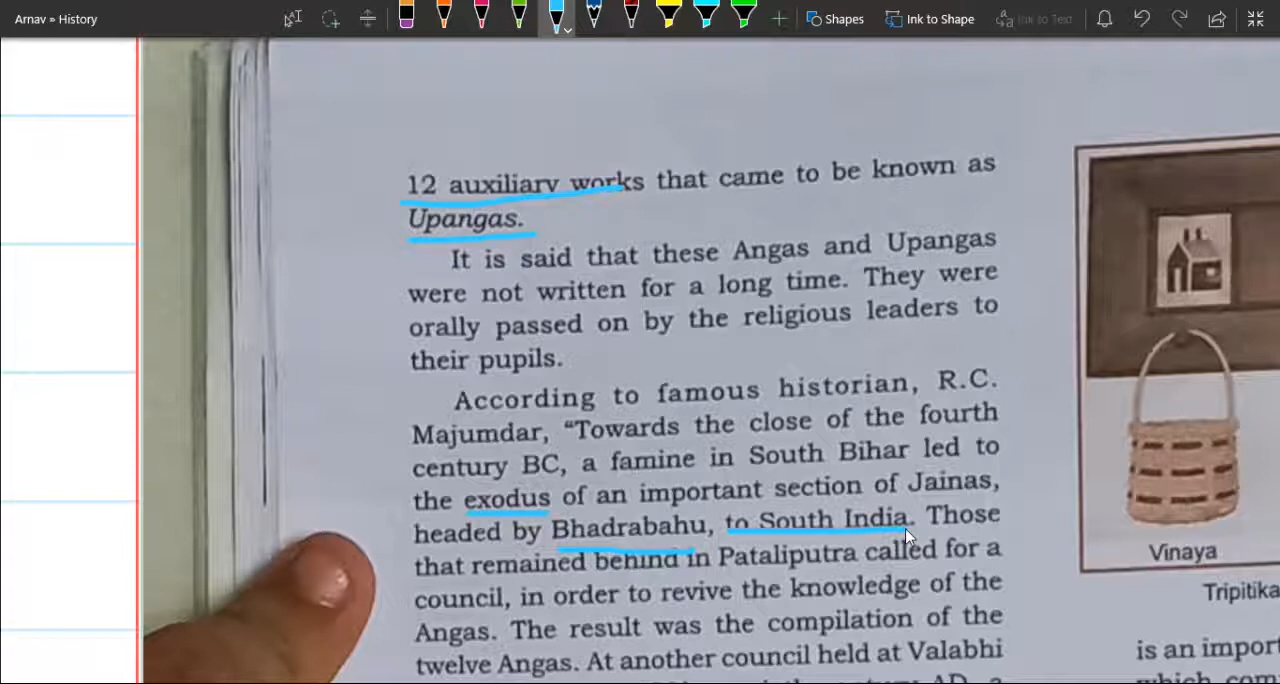 Arnav » History
Shapes
Ink to Shape
Ink to Text
12 auxiliary works that came to be known as
Upangas.
It is said that these Angas and Upangas
were not written for a long time. They were
orally passed on by the religious leaders to
their pupils.
According to famous historian, R.C.
Majumdar, “Towards the close of the fourth
century BC, a famine in South Bihar led to
the exodus of an important section of Jainas,
headed by Bhadrabahu, to South India. Those
that remained behind in Pataliputra called for a
council, in order to revive the knowledge of the
Angas. The result was the compilation of the
twelve Angas. At another council held at Valabhi
AD, a
Vinaya
Tripitika
is an import
which com